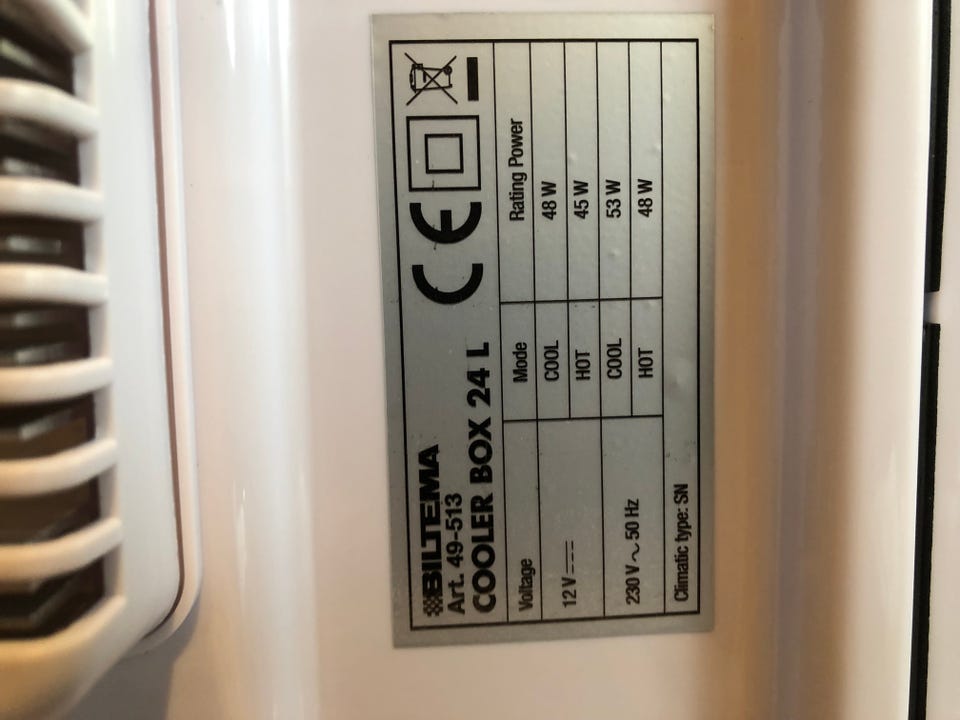 BILTEMA
Art. 49-513
COOLER BOX 24 L
CE
Voltage Mode Rating Power
12 V COOL 48 W
HOT 45 W
230 V ~ 50 Hz COOL 53 W
HOT 48 W
Climatic type: SN